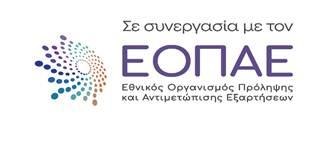 Σε συνεργασία με τον
ΕΟΠΑΕ
Εθνικός Οργανισμός Πρόληψης
και Αντιμετώπισης Εξαρτήσεων